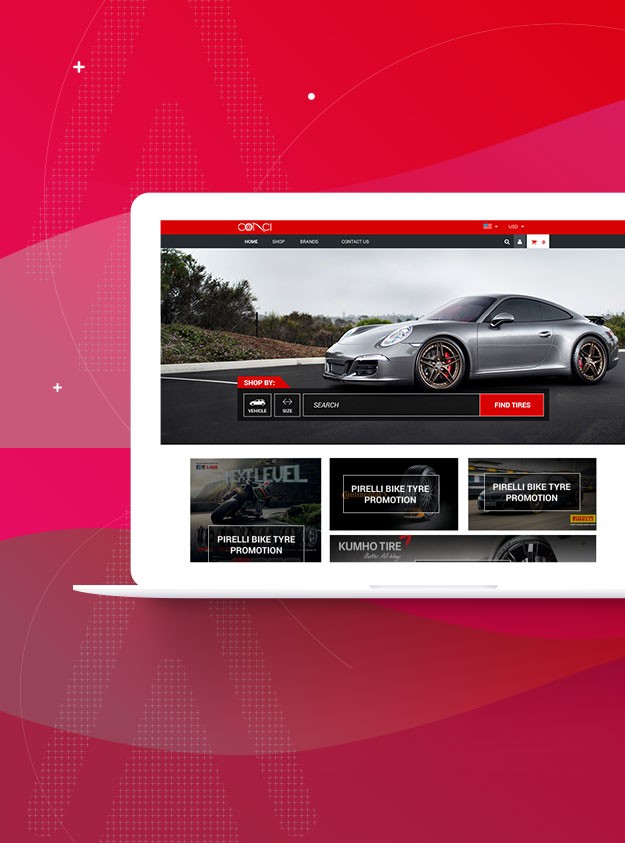 CONCI
USD
HOME SHOP BRANDS CONTACT US
0
SHOP BY:
VEHICLE
SIZE
SEARCH
FIND TIRES
LIVE
NEXT LEVEL
PIRELLI BIKE TYRE
PROMOTION
PIRELLI BIKE TYRE
PROMOTION
PIRELLI BIKE TYRE
PROMOTION
PIRELLI
KUMHO TIRE
Better, All-Ways